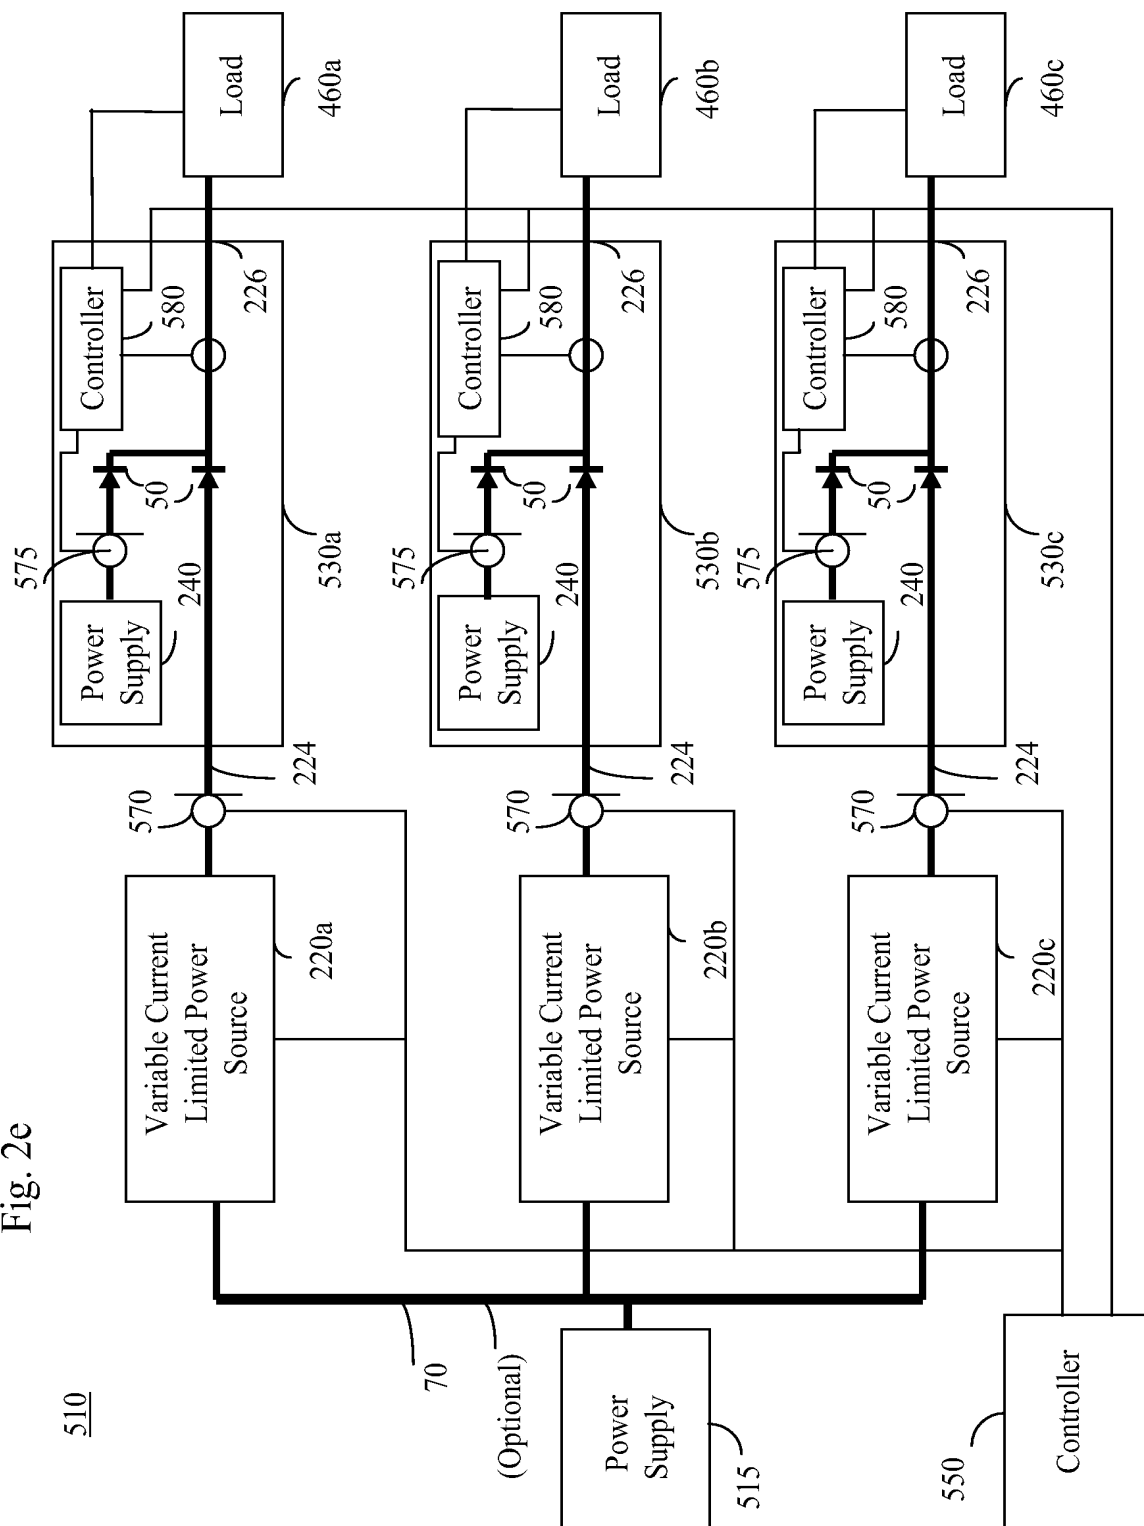 Fig. 2e
510
Load
460a
Load
460b
Load
460c
Controller
580
226
Controller
580
226
Controller
580
226
50
50
50
575
530a
575
530b
575
530c
Power
Supply
240
Power
Supply
240
Power
Supply
240
224
224
224
570
570
570
Variable Current
Limited Power
Source
220a
Variable Current
Limited Power
Source
220b
Variable Current
Limited Power
Source
220c
70
(Optional)
Power
Supply
515
550
Controller